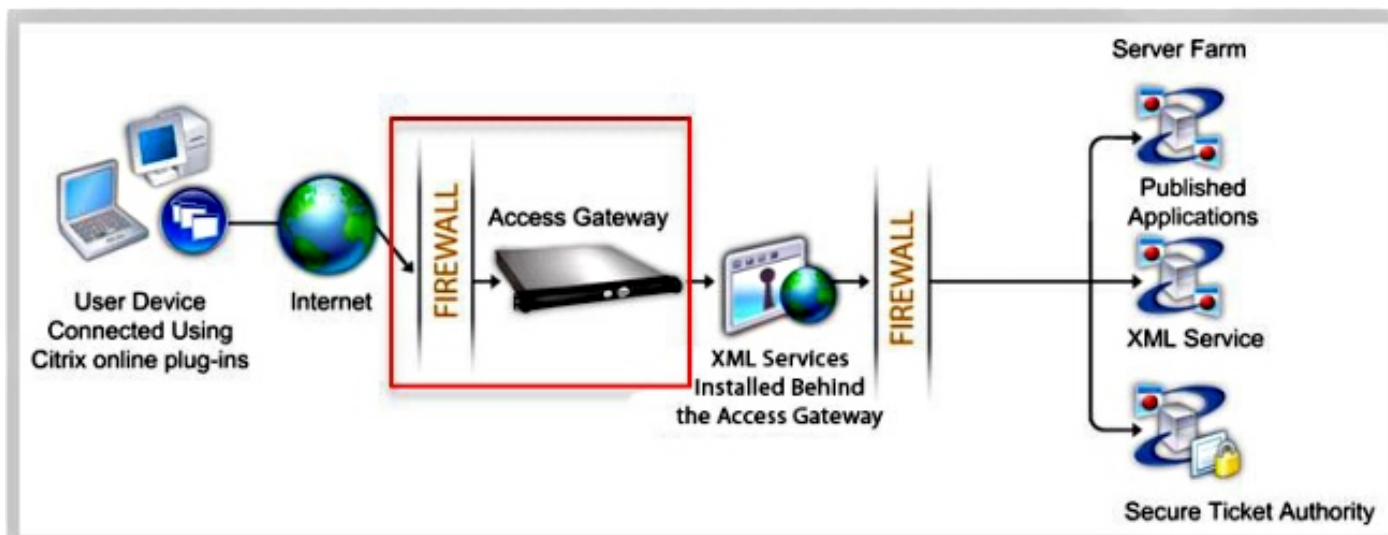 Server Farm
User Device
Connected Using
Citrix online plug-ins
Internet
FIREWALL
Access Gateway
XML Services
Installed Behind
the Access Gateway
FIREWALL
Published
Applications
XML Service
Secure Ticket Authority